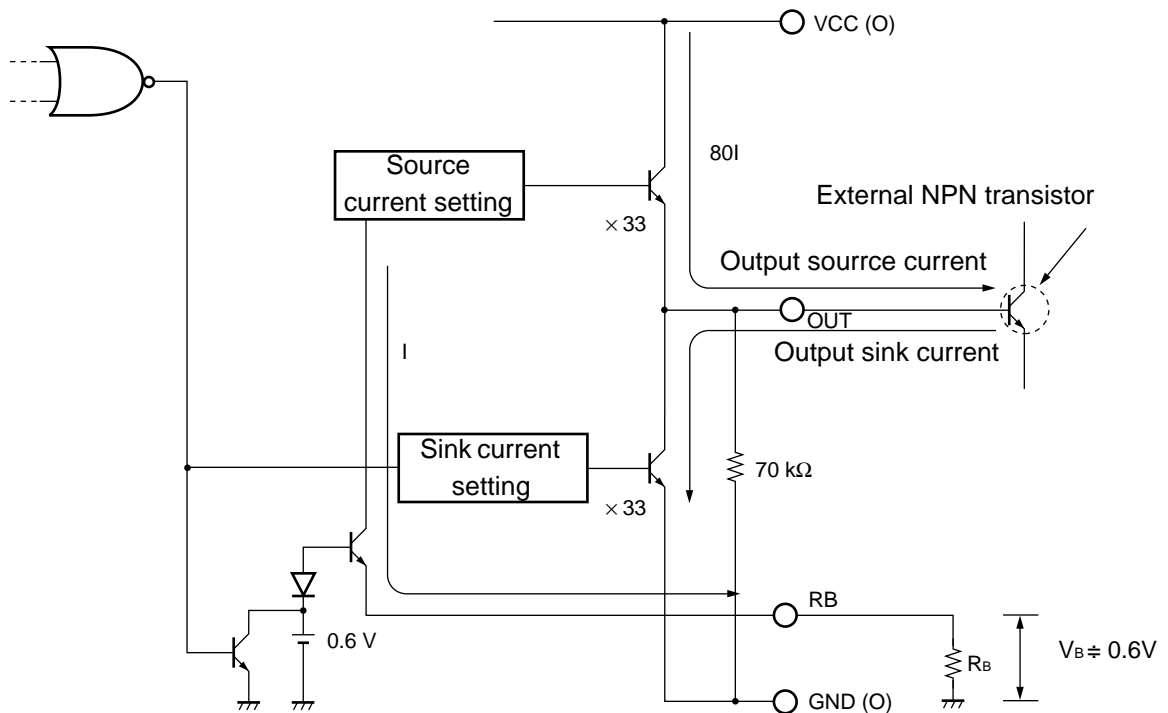 VCC (O)
80I
Source
current setting
External NPN transistor
× 33
Output sourrce current
OUT
Output sink current
I
Sink current
setting
70 kΩ
× 33
RB
0.6 V
RB
VB ≑ 0.6V
GND (O)